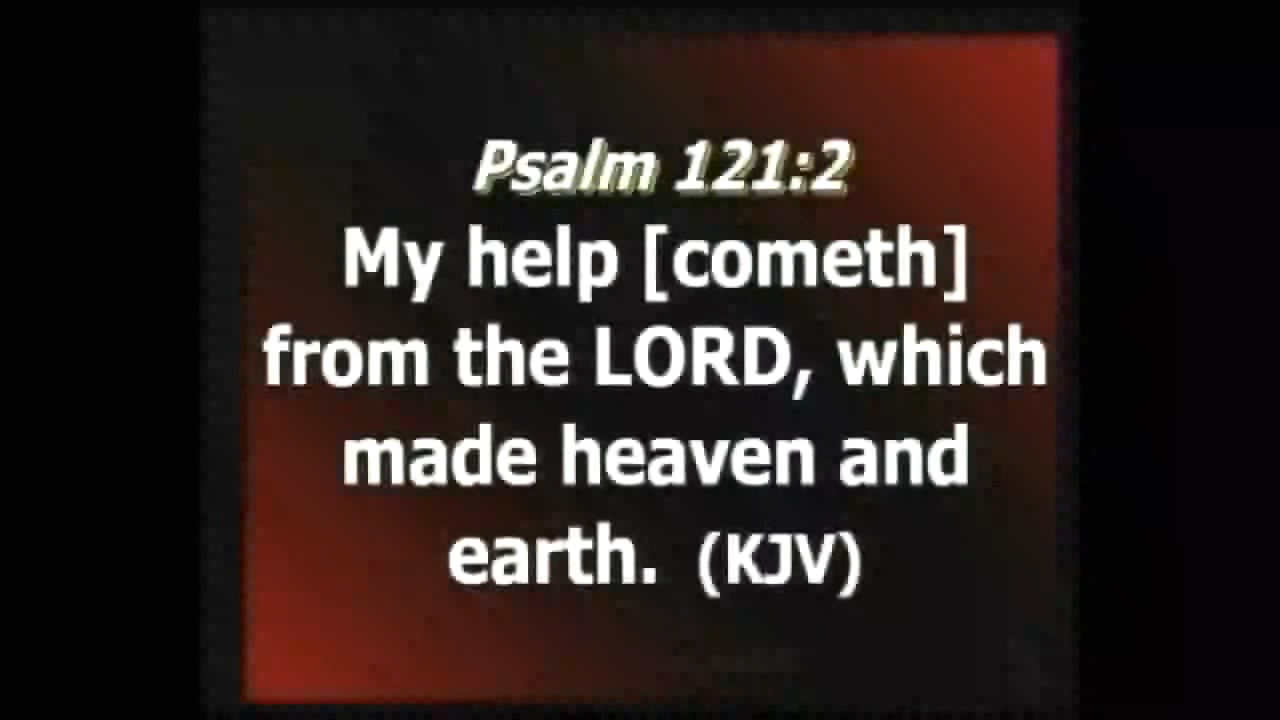 Psalm 121:2
My help [cometh]
from the LORD, which
made heaven and
earth. (KJV)